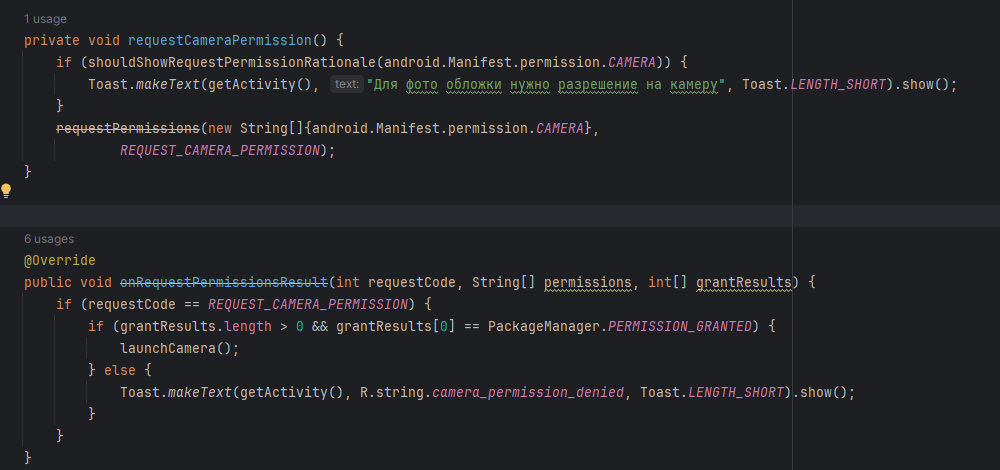 1 usage
private void requestCameraPermission() {
if (shouldShowRequestPermissionRationale(android.Manifest.permission.CAMERA)) {
Toast.makeText(getActivity(), text: "Для фото обложки нужно разрешение на камеру", Toast.LENGTH_SHORT).show();
}
requestPermissions(new String[]{android.Manifest.permission.CAMERA},
REQUEST_CAMERA_PERMISSION);
}
6 usages
@Override
public void onRequestPermissionsResult(int requestCode, String[] permissions, int[] grantResults) {
if (requestCode == REQUEST_CAMERA_PERMISSION) {
if (grantResults.length > 0 && grantResults[0] == PackageManager.PERMISSION_GRANTED) {
launchCamera();
} else {
Toast.makeText(getActivity(), R.string.camera_permission_denied, Toast.LENGTH_SHORT).show();
}
}
}